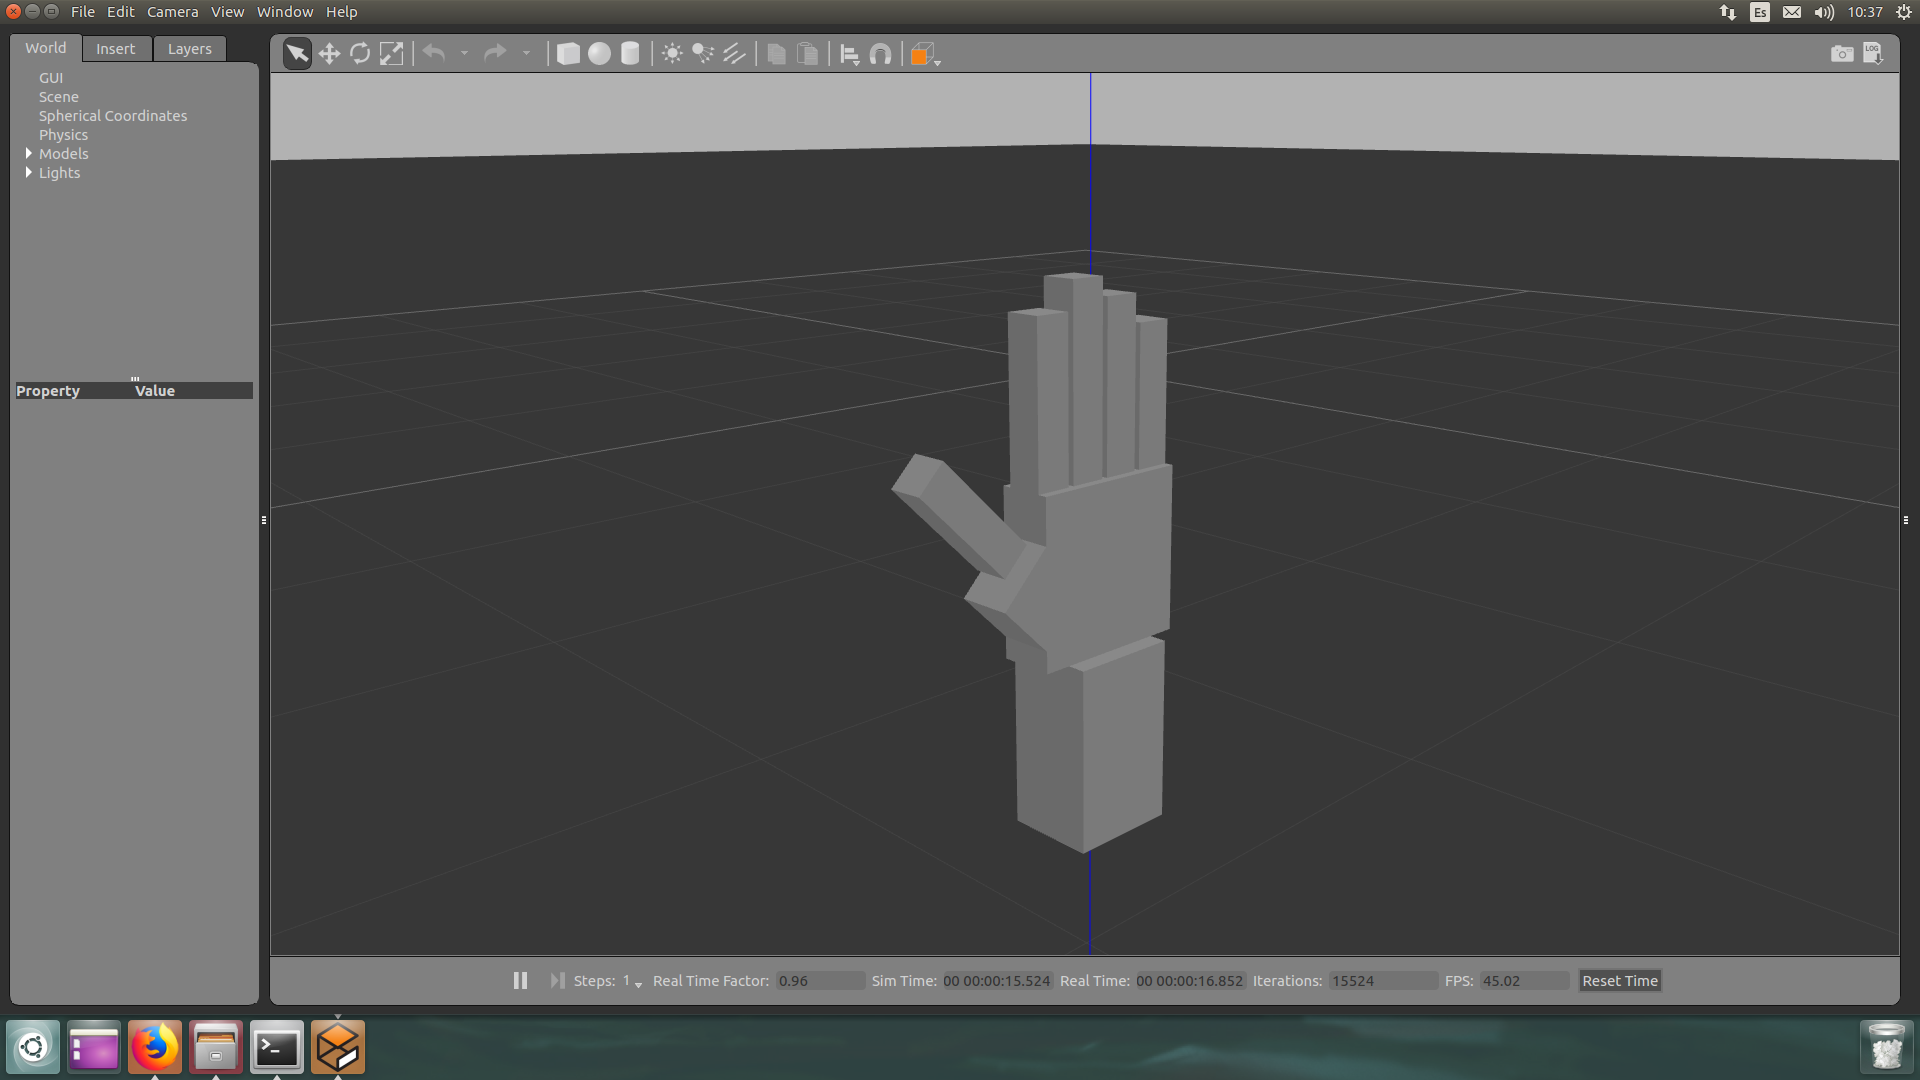 File Edit Camera View Window Help
Es 10:37
World Insert Layers
LOG
GUI
Scene
Spherical Coordinates
Physics
Models
Lights
Property Value
Steps: 1 Real Time Factor: 0.96 Sim Time: 00 00:00:15.524 Real Time: 00 00:00:16.852 Iterations: 15524 FPS: 45.02 Reset Time